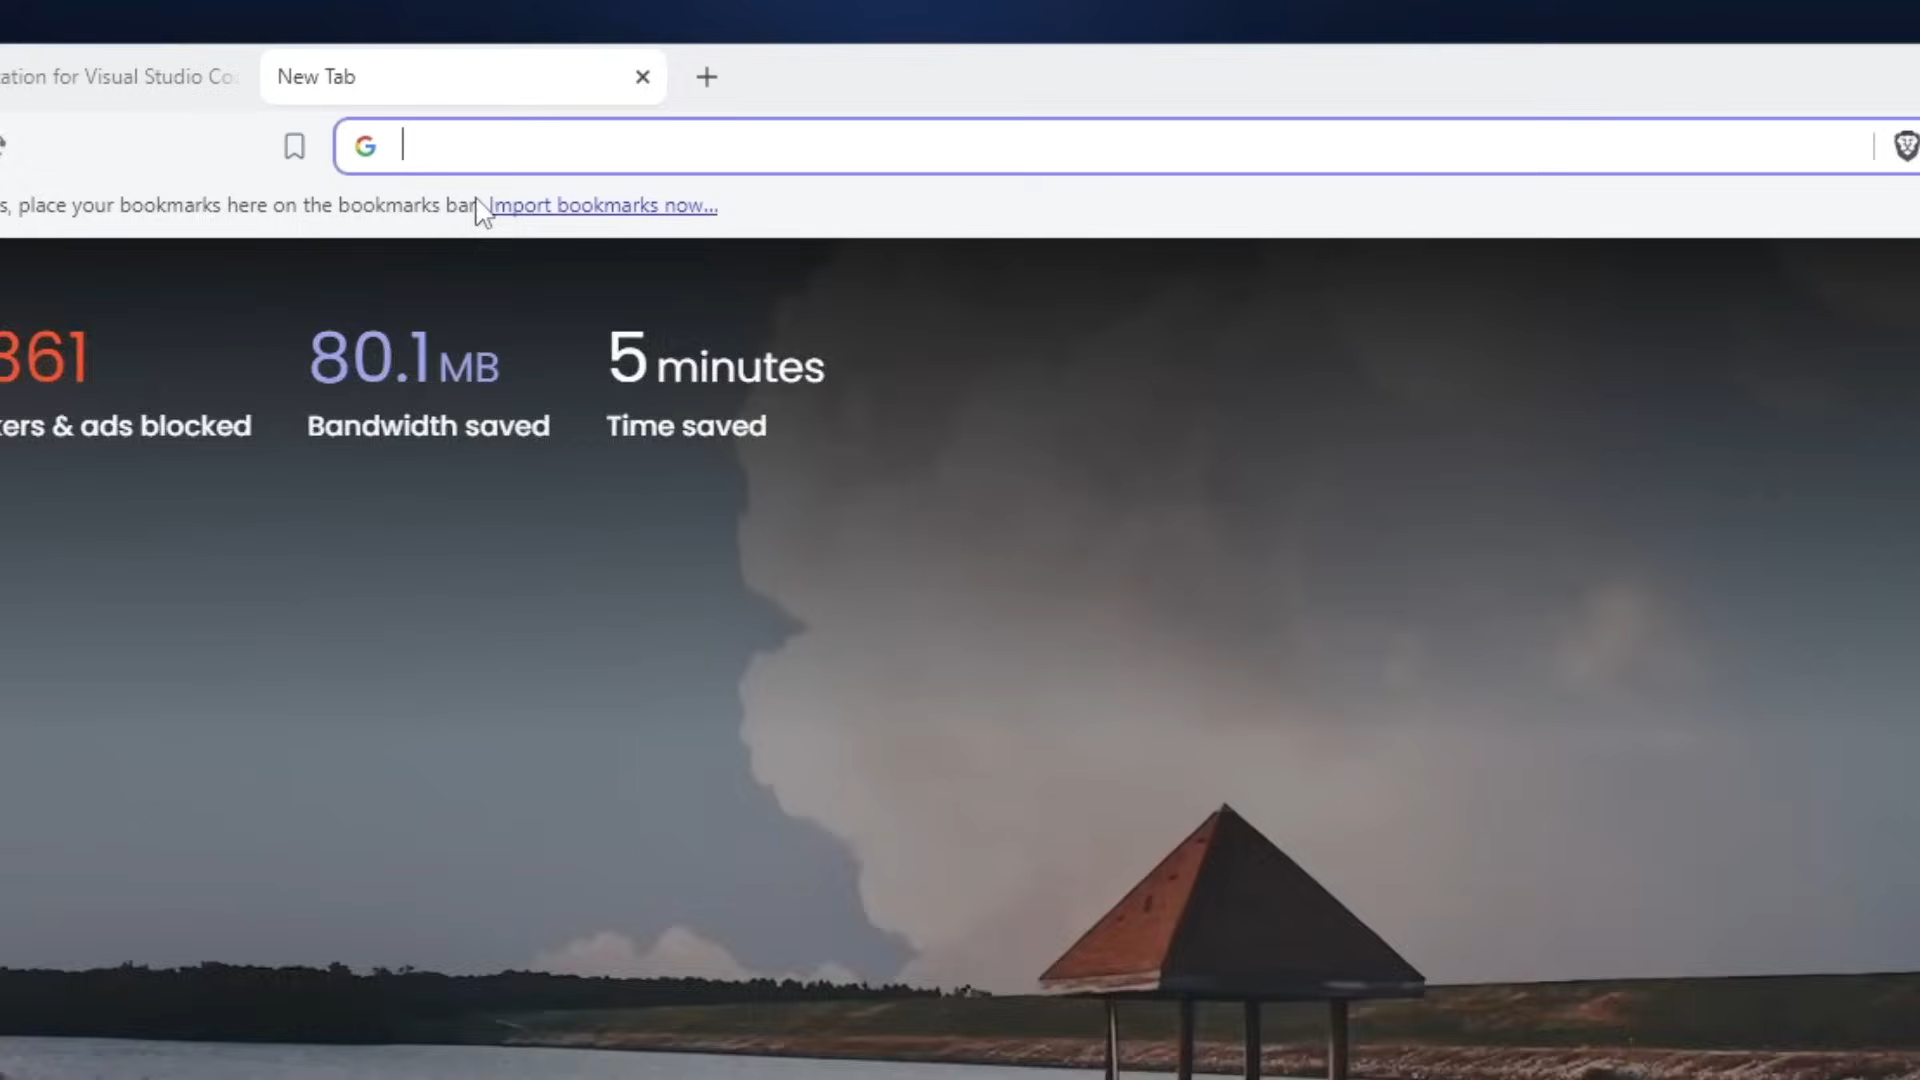 ation for Visual Studio Co
New Tab
s, place your bookmarks here on the bookmarks bar. Import bookmarks now...
361
80.1 MB
5 minutes
kers & ads blocked
Bandwidth saved
Time saved